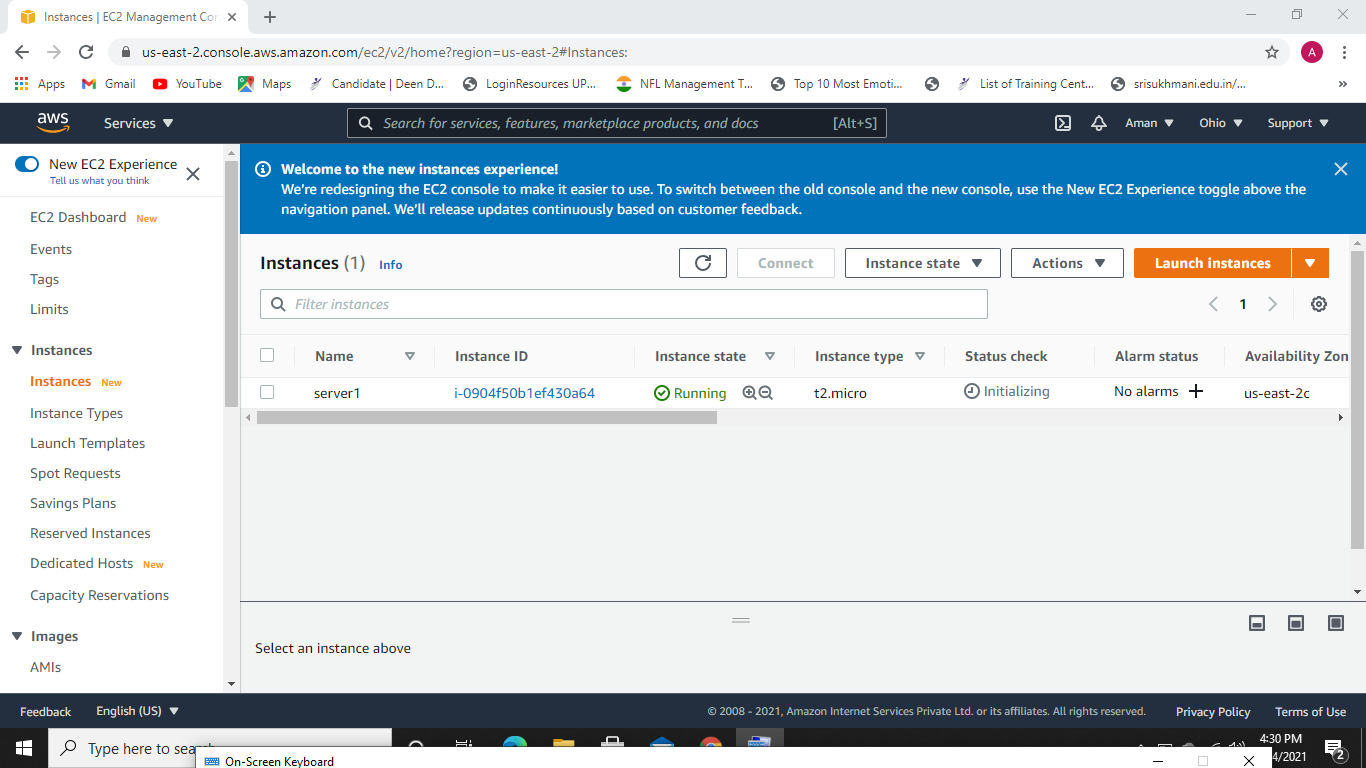 Instances | EC2 Management Con
us-east-2.console.aws.amazon.com/ec2/v2/home?region=us-east-2#Instances:
A
Apps Gmail YouTube Maps Candidate | Deen D... LoginResources UP... NFL Management T... Top 10 Most Emoti... List of Training Cent... srisukhmani.edu.in/...
aws Services Search for services, features, marketplace products, and docs [Alt+S] Aman Ohio Support
New EC2 Experience
Tell us what you think
EC2 Dashboard New
Events
Tags
Limits
Instances
Instances New
Instance Types
Launch Templates
Spot Requests
Savings Plans
Reserved Instances
Dedicated Hosts New
Capacity Reservations
Images
AMIs
Welcome to the new instances experience!
We're redesigning the EC2 console to make it easier to use. To switch between the old console and the new console, use the New EC2 Experience toggle above the
navigation panel. We'll release updates continuously based on customer feedback.
Instances (1) Info Connect Instance state Actions Launch instances
Filter instances 1
Name Instance ID Instance state Instance type Status check Alarm status Availability Zon
server1 i-0904f50b1ef430a64 Running t2.micro Initializing No alarms us-east-2c
Select an instance above
Feedback English (US) © 2008 - 2021, Amazon Internet Services Private Ltd. or its affiliates. All rights reserved. Privacy Policy Terms of Use
Type here to search
4:30 PM
4/2021
2
On-Screen Keyboard